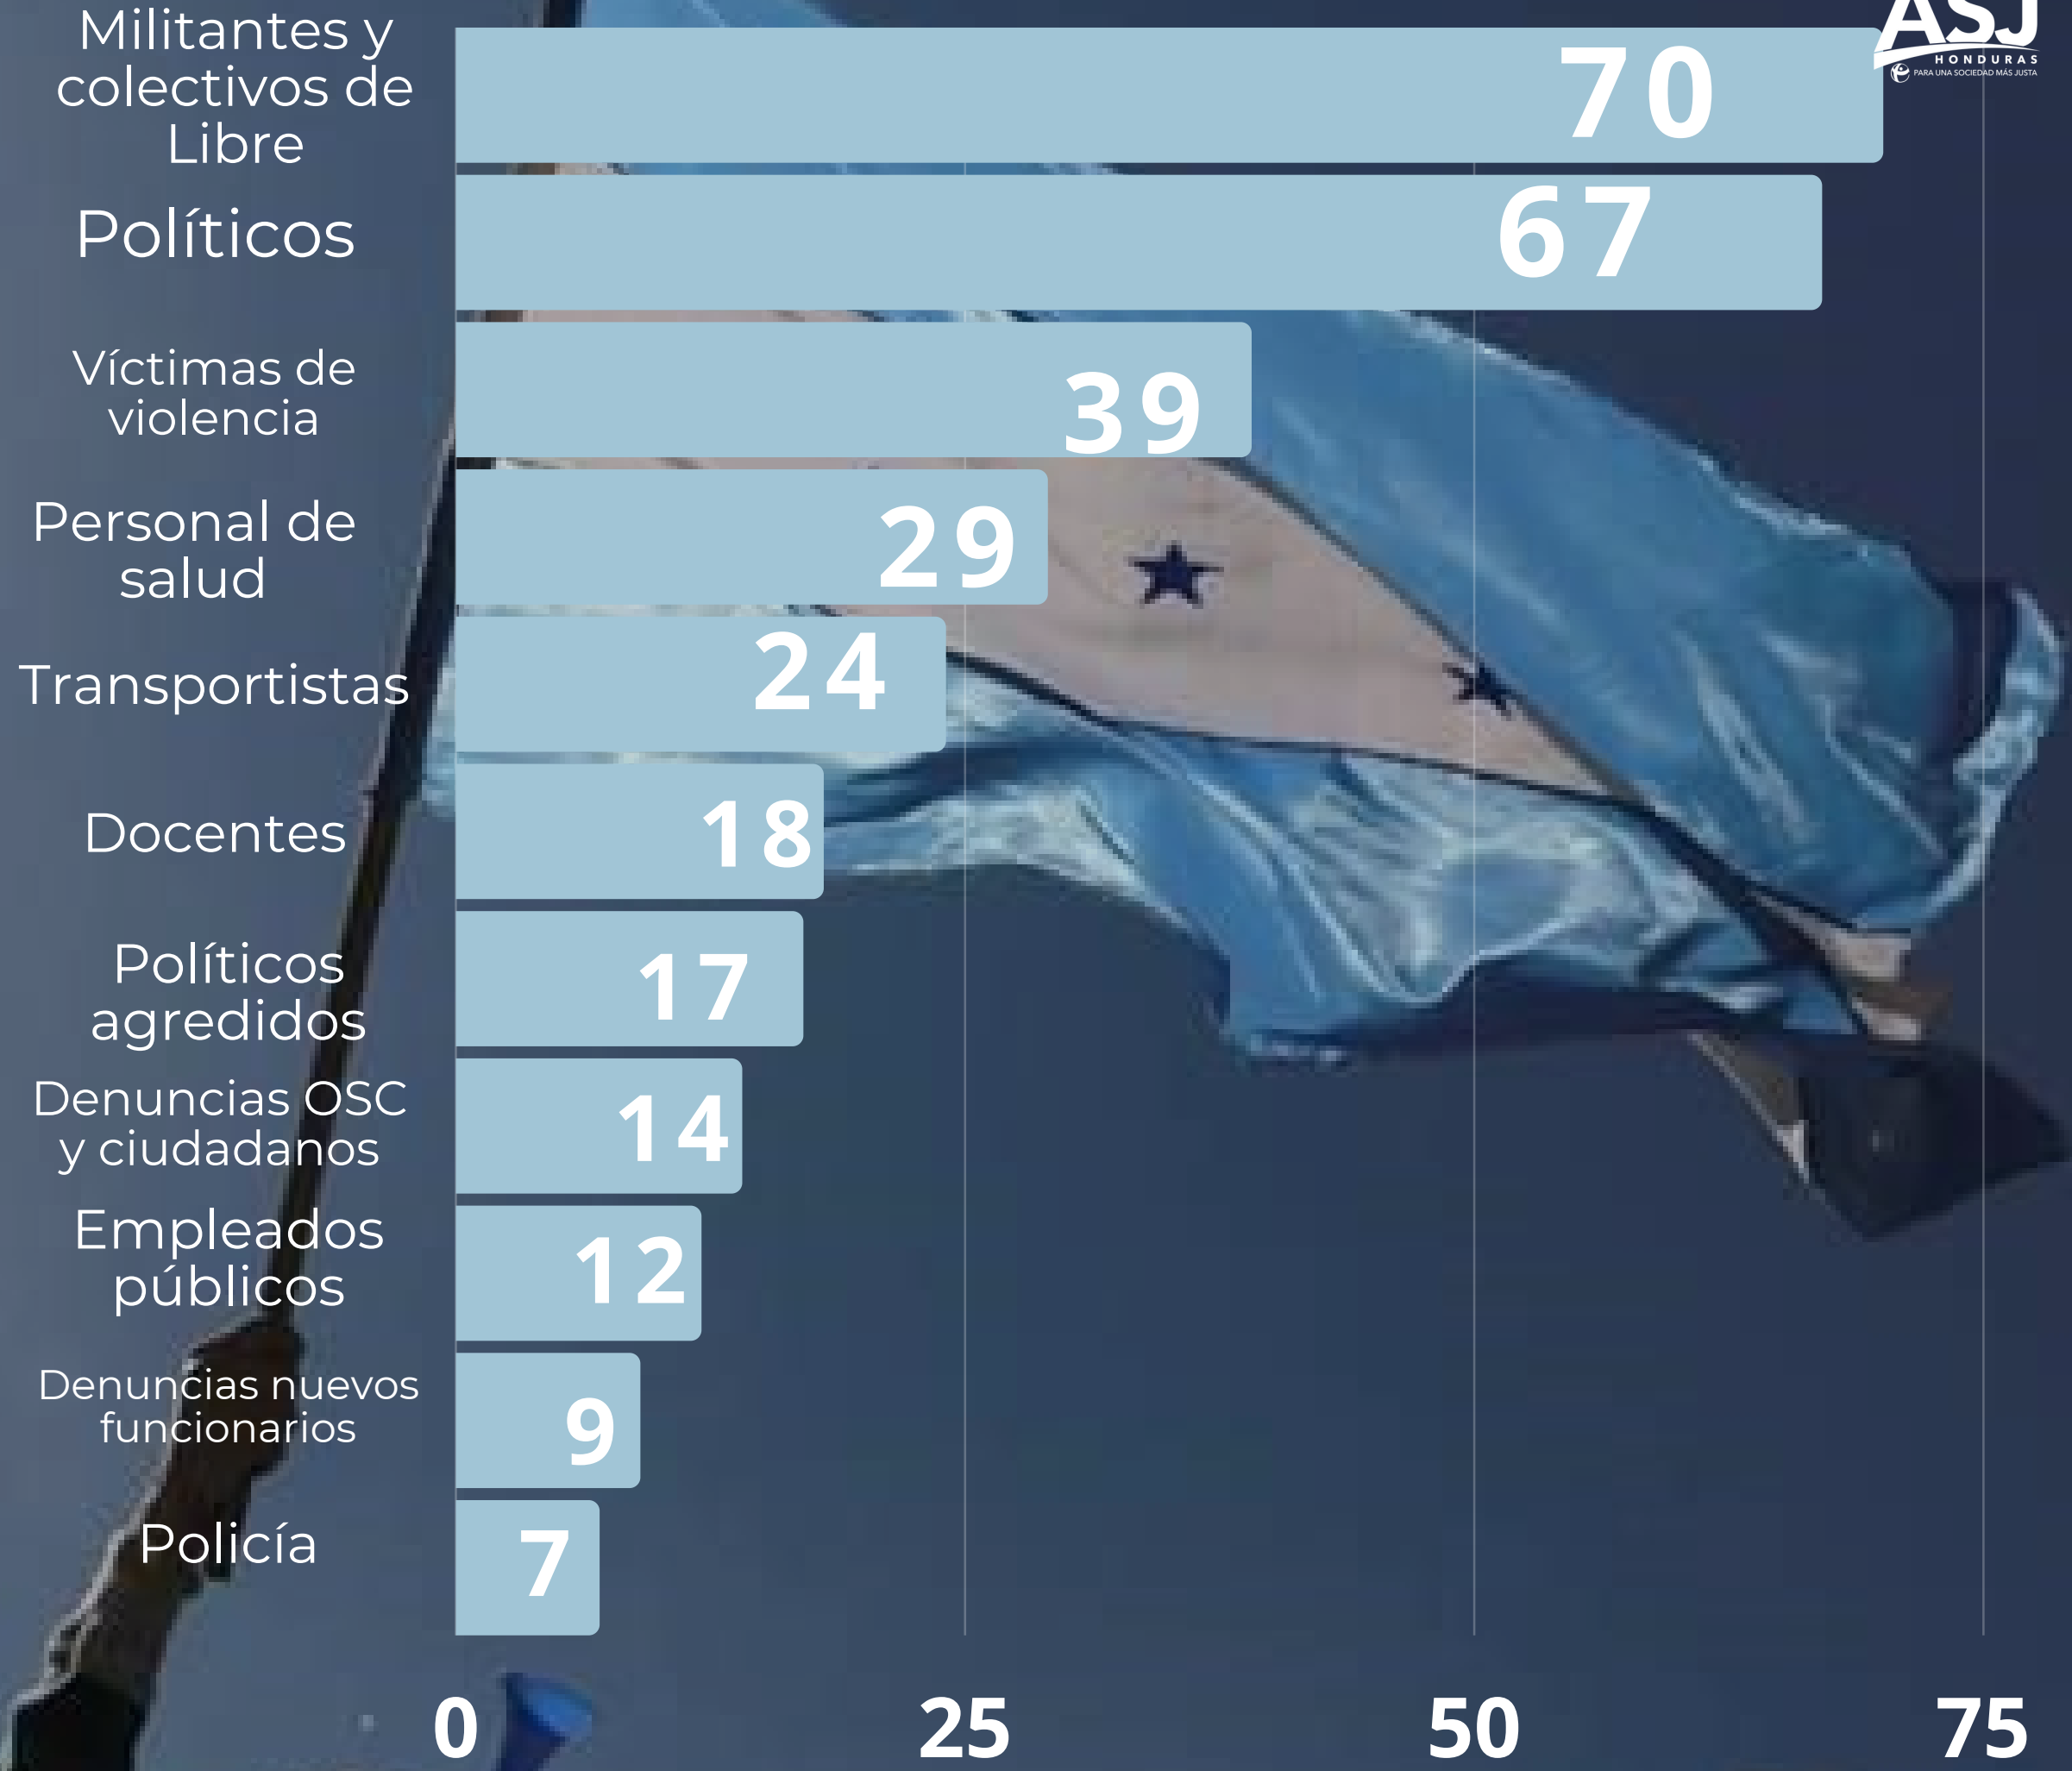 Militantes y
colectivos de
Libre
70
ASJ
HONDURAS
PARA UNA SOCIEDAD MÁS JUSTA
Políticos
67
Víctimas de
violencia
39
Personal de
salud
29
Transportistas
24
Docentes
18
Políticos
agredidos
17
Denuncias OSC
y ciudadanos
14
Empleados
públicos
12
Denuncias nuevos
funcionarios
9
Policía
7
0 25 50 75